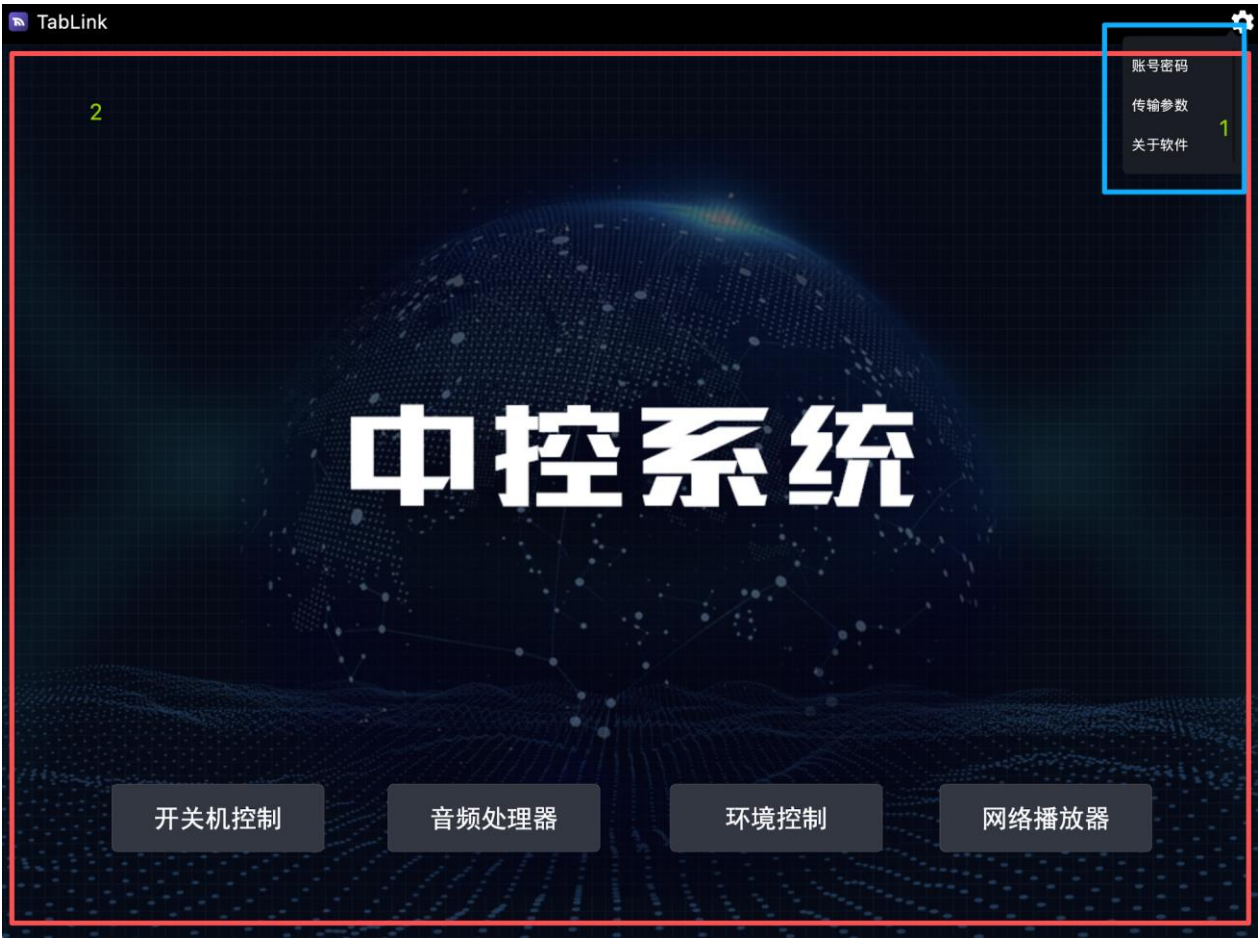 TabLink
账号密码
2
传输参数
1
关于软件
中控系统
开关机控制
音频处理器
环境控制
网络播放器